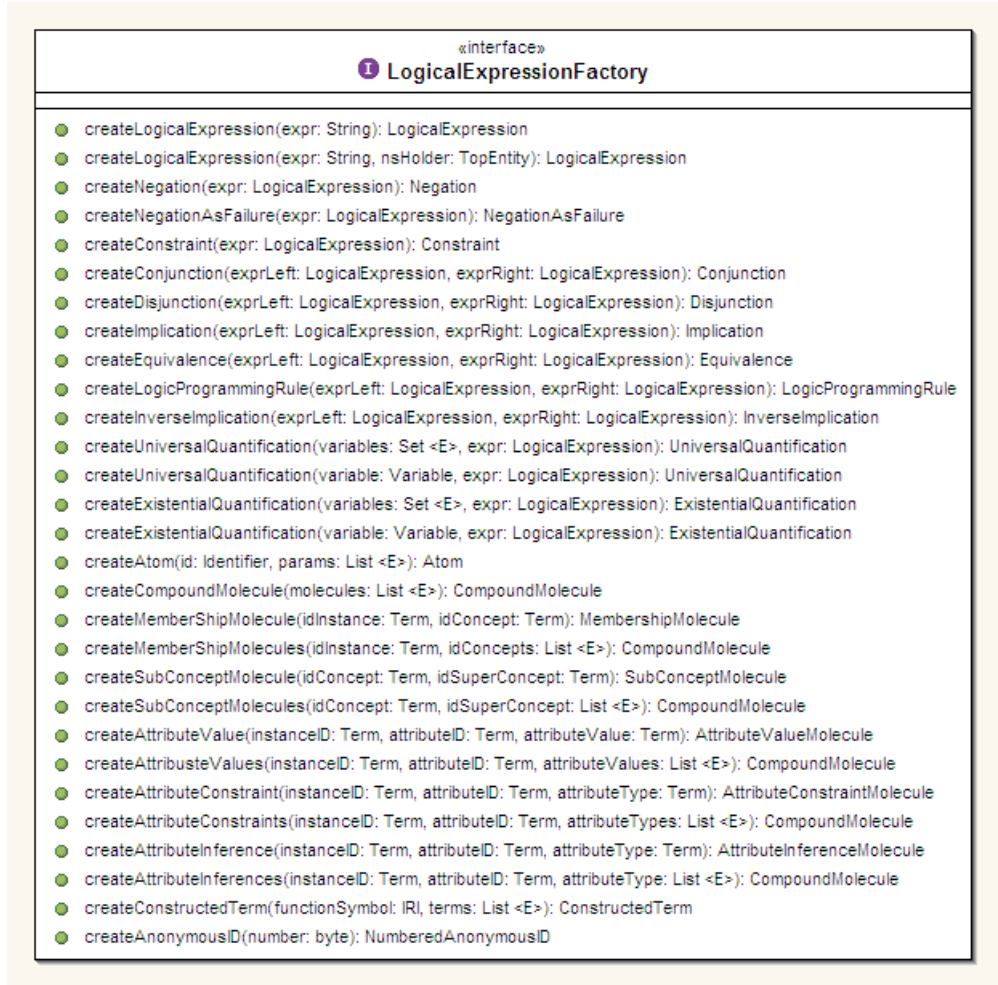 «interface»
I LogicalExpressionFactory
createLogicalExpression(expr: String): LogicalExpression
createLogicalExpression(expr: String, nsHolder: TopEntity): LogicalExpression
createNegation(expr: LogicalExpression): Negation
createNegationAsFailure(expr: LogicalExpression): NegationAsFailure
createConstraint(expr: LogicalExpression): Constraint
createConjunction(exprLeft: LogicalExpression, exprRight: LogicalExpression): Conjunction
createDisjunction(exprLeft: LogicalExpression, exprRight: LogicalExpression): Disjunction
createImplication(exprLeft: LogicalExpression, exprRight: LogicalExpression): Implication
createEquivalence(exprLeft: LogicalExpression, exprRight: LogicalExpression): Equivalence
createLogicProgrammingRule(exprLeft: LogicalExpression, exprRight: LogicalExpression): LogicProgrammingRule
createInverseImplication(exprLeft: LogicalExpression, exprRight: LogicalExpression): InverseImplication
createUniversalQuantification(variables: Set <E>, expr: LogicalExpression): UniversalQuantification
createUniversalQuantification(variable: Variable, expr: LogicalExpression): UniversalQuantification
createExistentialQuantification(variables: Set <E>, expr: LogicalExpression): ExistentialQuantification
createExistentialQuantification(variable: Variable, expr: LogicalExpression): ExistentialQuantification
createAtom(id: Identifier, params: List <E>): Atom
createCompoundMolecule(molecules: List <E>): CompoundMolecule
createMemberShipMolecule(idInstance: Term, idConcept: Term): MembershipMolecule
createMemberShipMolecules(idInstance: Term, idConcepts: List <E>): CompoundMolecule
createSubConceptMolecule(idConcept: Term, idSuperConcept: Term): SubConceptMolecule
createSubConceptMolecules(idConcept: Term, idSuperConcept: List <E>): CompoundMolecule
createAttributeValue(instanceID: Term, attributeID: Term, attributeValue: Term): AttributeValueMolecule
createAttribusteValues(instanceID: Term, attributeID: Term, attributeValues: List <E>): CompoundMolecule
createAttributeConstraint(instanceID: Term, attributeID: Term, attributeType: Term): AttributeConstraintMolecule
createAttributeConstraints(instanceID: Term, attributeID: Term, attributeTypes: List <E>): CompoundMolecule
createAttributeInference(instanceID: Term, attributeID: Term, attributeType: Term): AttributeInferenceMolecule
createAttributeInferences(instanceID: Term, attributeID: Term, attributeType: List <E>): CompoundMolecule
createConstructedTerm(functionSymbol: IRI, terms: List <E>): ConstructedTerm
createAnonymousID(number: byte): NumberedAnonymousID